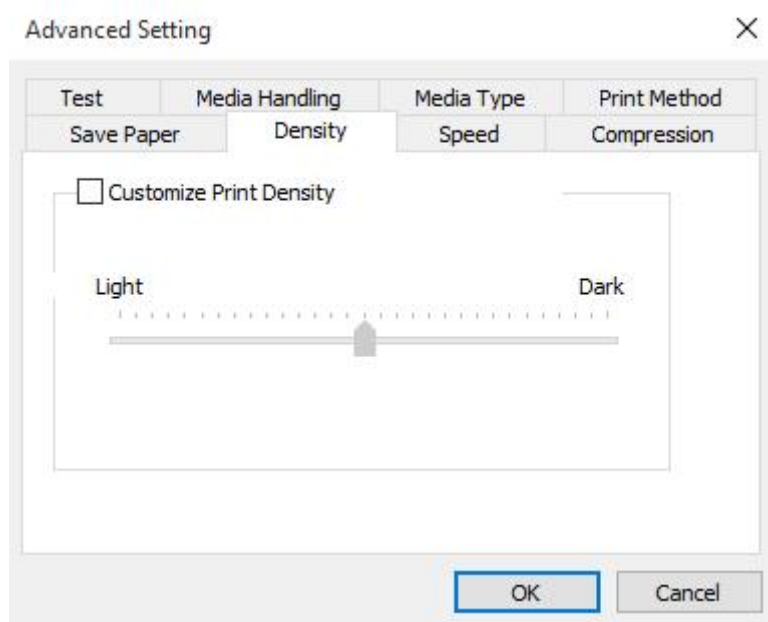 Advanced Setting
Test Media Handling Media Type Print Method
Save Paper Density Speed Compression
Customize Print Density
Light Dark
OK Cancel